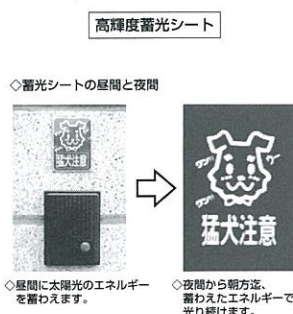 高輝度蓄光シート
◇蓄光シートの昼間と夜間
猛犬注意
猛犬注意
◇昼間に太陽光のエネルギー
を蓄わえます。
◇夜間から朝方迄、
蓄わえたエネルギーで
光り続けます。